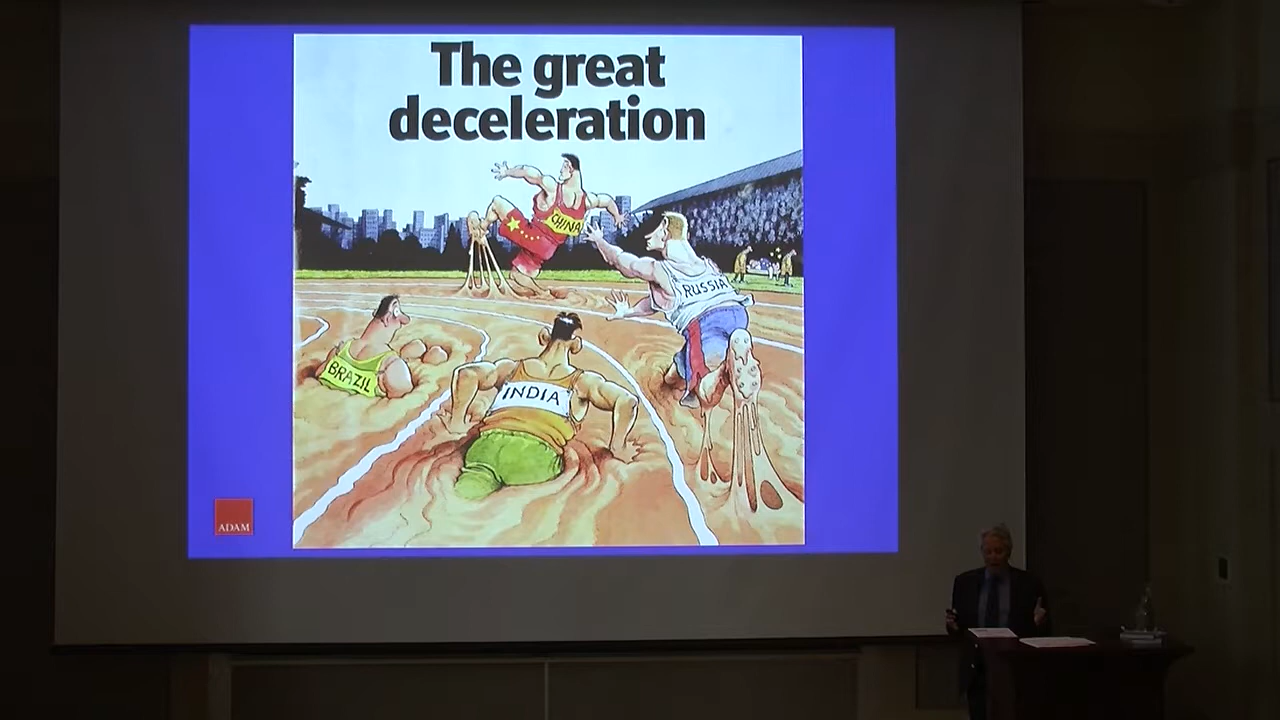 The great
deceleration
CHINA
RUSSIA
BRAZIL
INDIA
ADAM